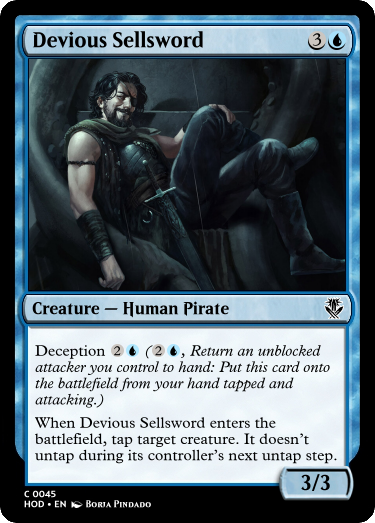 Devious Sellsword 3
Creature — Human Pirate
Deception 2 (2, Return an unblocked
attacker you control to hand: Put this card onto
the battlefield from your hand tapped and
attacking.)
When Devious Sellsword enters the
battlefield, tap target creature. It doesn't
untap during its controller's next untap step.
3/3
C 0045
HOD • EN Borja Pindado